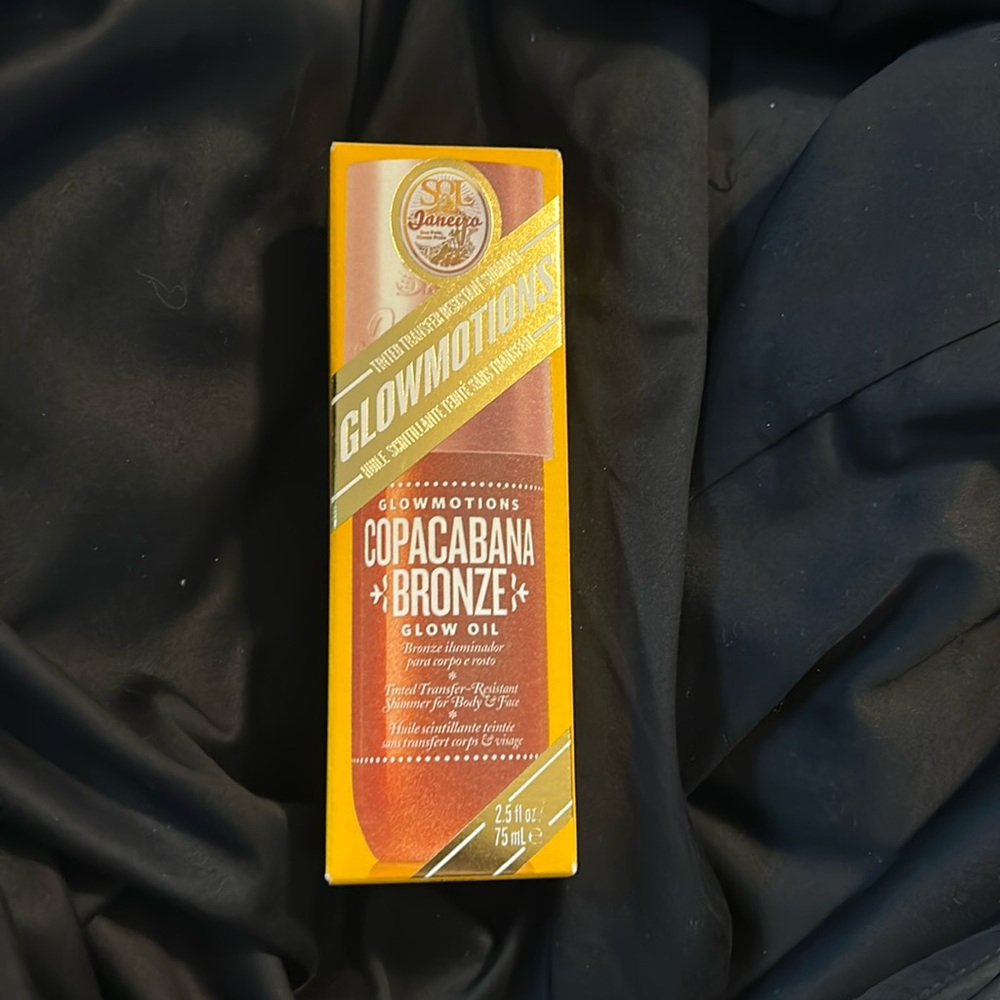 SOL
de
Janeiro
TINTED TRANSFER RESISTANT SHIMMER
GLOWMOTIONS
HUILE SCINTILLANTE TEINTÉ SANS TRANSFERT
GLOWMOTIONS
COPACABANA
BRONZE
GLOW OIL
Bronze iluminador
para corpo e rosto
*
Tinted Transfer-Resistant
Shimmer for Body & Face
*
Huile scintillante teintée
sans transfert corps & visage
2.5 fl oz /
75 mL ℮